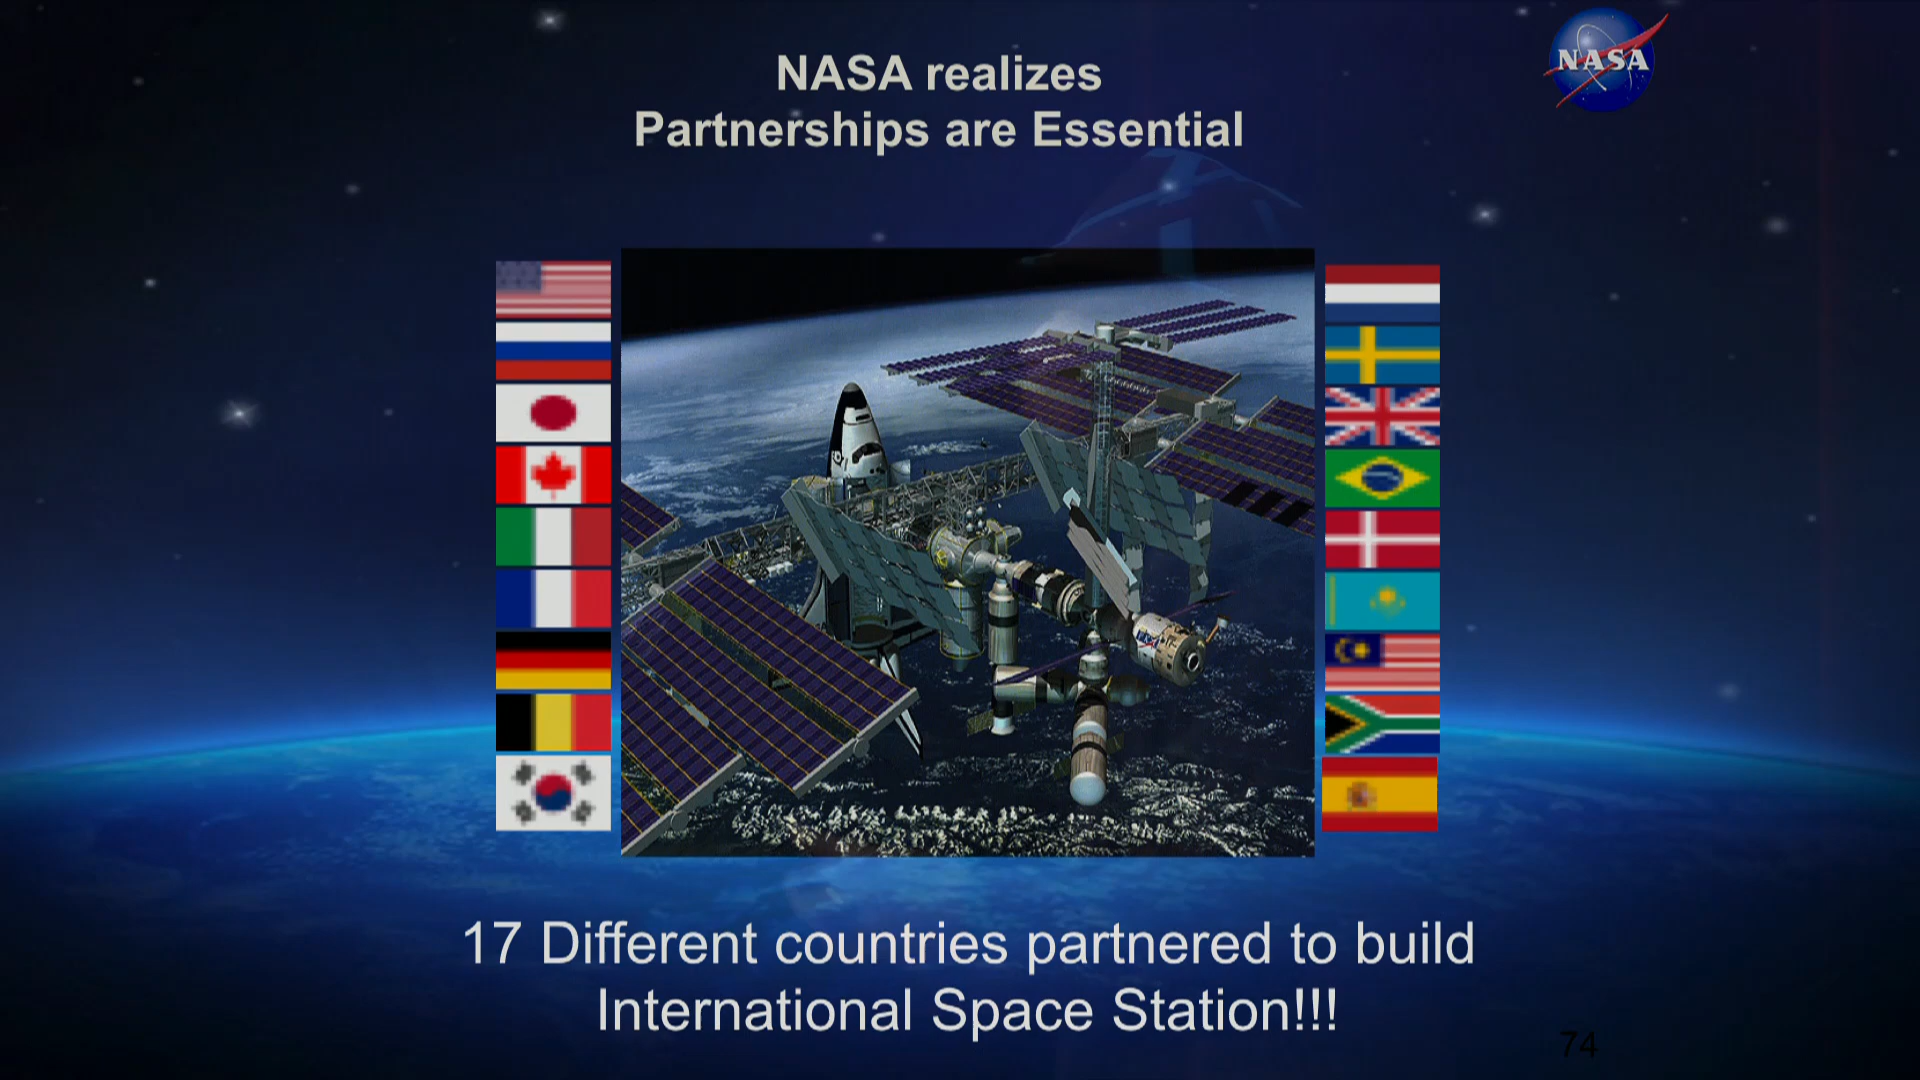 NASA realizes
Partnerships are Essential
NASA
17 Different countries partnered to build
International Space Station!!!
74